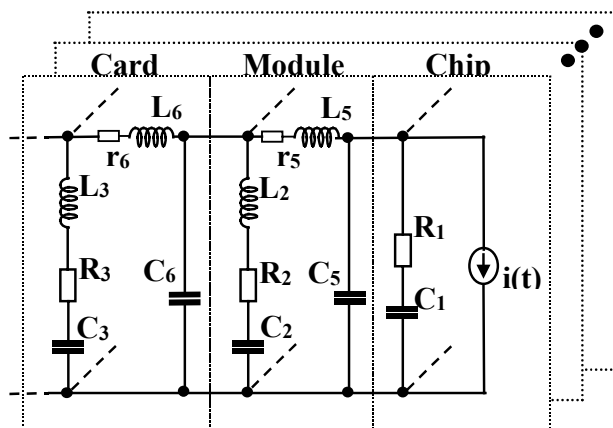 Card Module Chip
L₆ L₅
r₆ r₅
L₃ L₂
R₃ C₆ R₂ C₅ R₁ i(t)
C₃ C₂ C₁